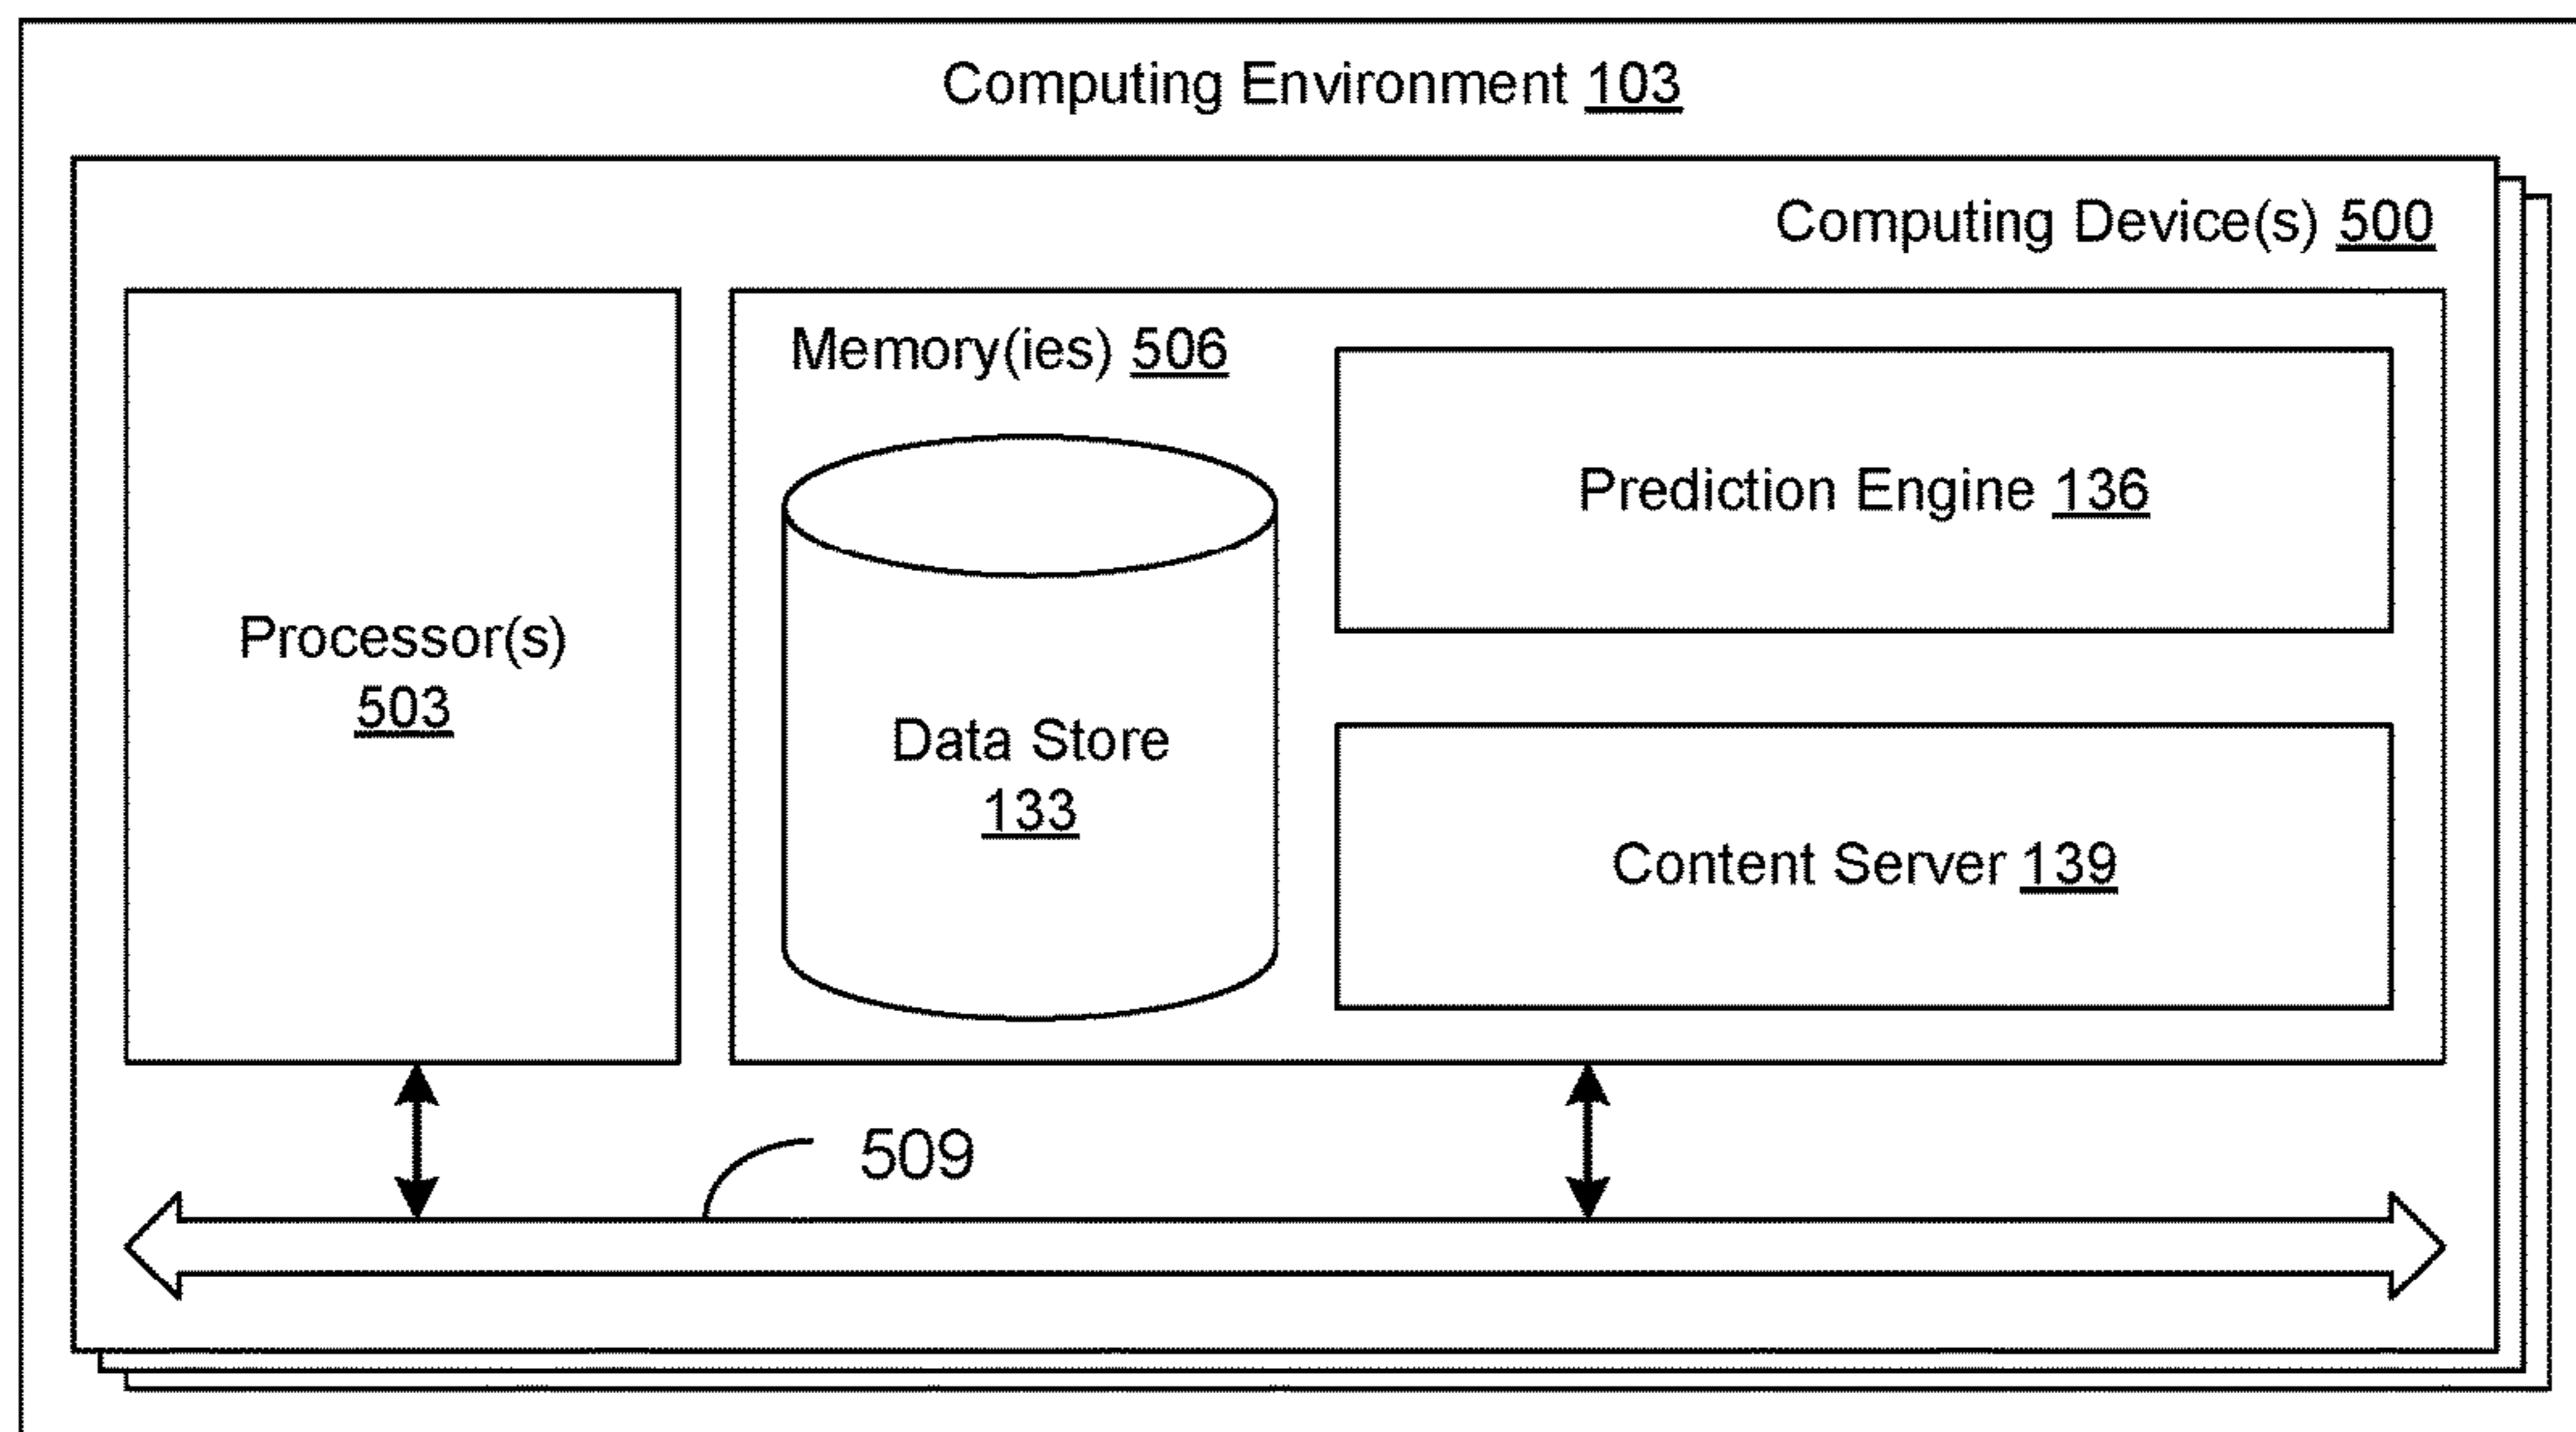 Computing Environment 103
Computing Device(s) 500
Memory(ies) 506
Prediction Engine 136
Processor(s)
503
Data Store
133
Content Server 139
509